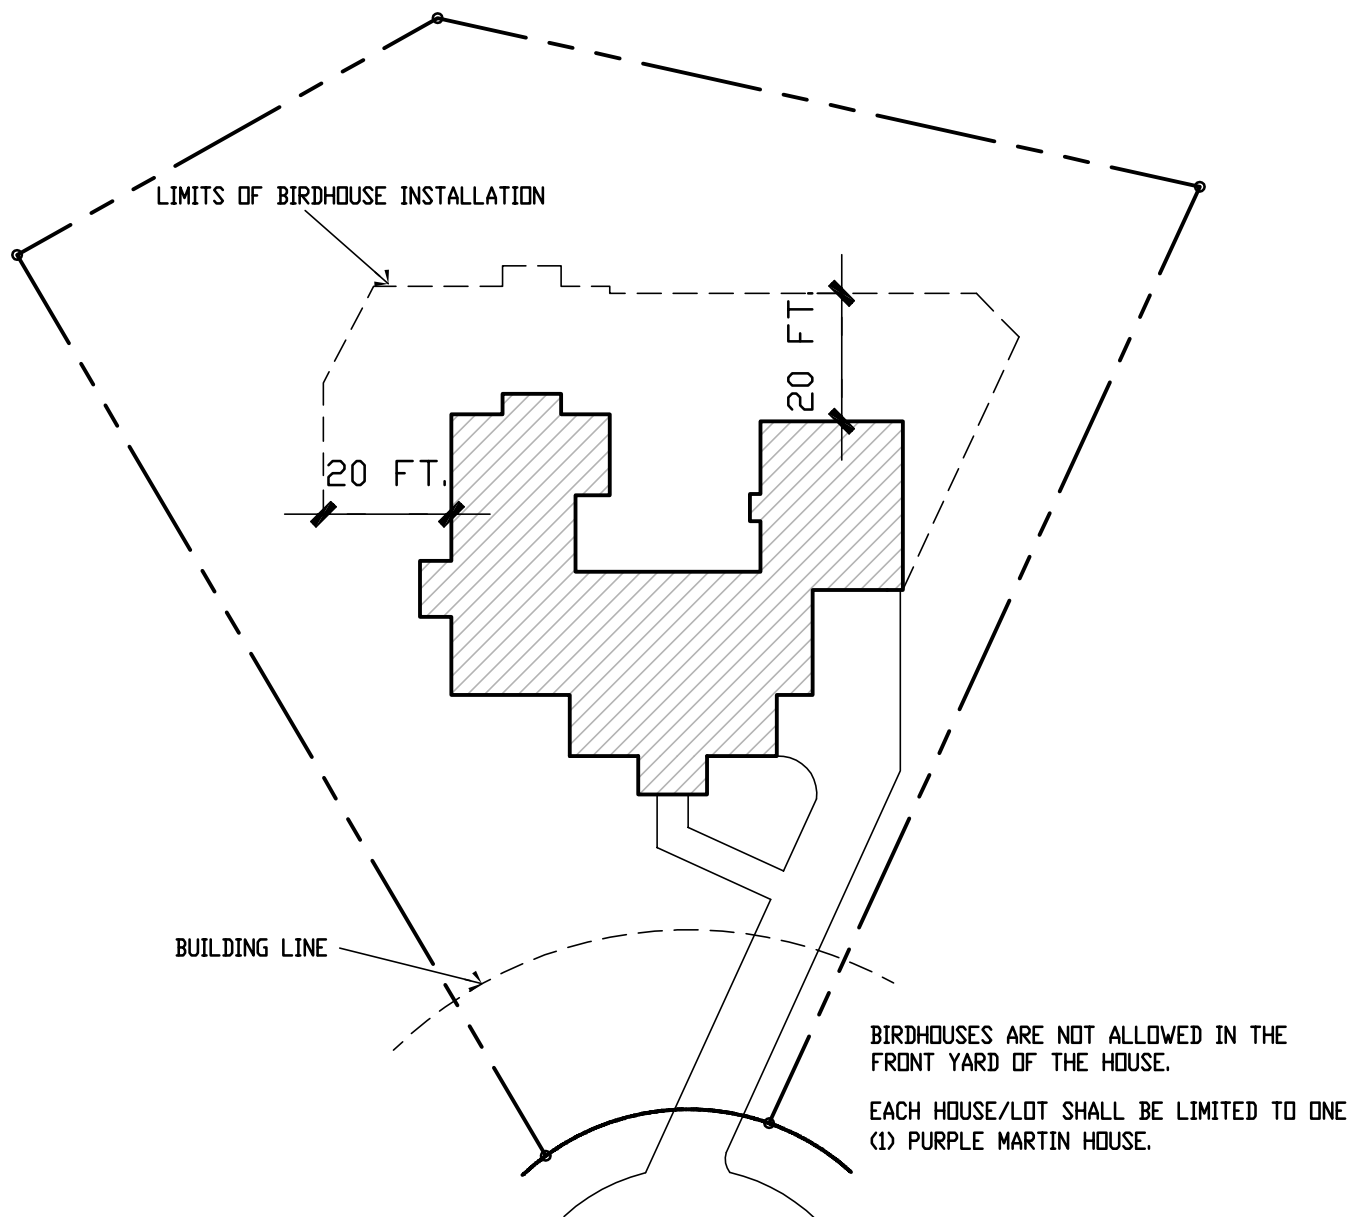 LIMITS OF BIRDHOUSE INSTALLATION
20 FT.
20 FT.
BUILDING LINE
BIRDHOUSES ARE NOT ALLOWED IN THE
FRONT YARD OF THE HOUSE.
EACH HOUSE/LOT SHALL BE LIMITED TO ONE
(1) PURPLE MARTIN HOUSE.